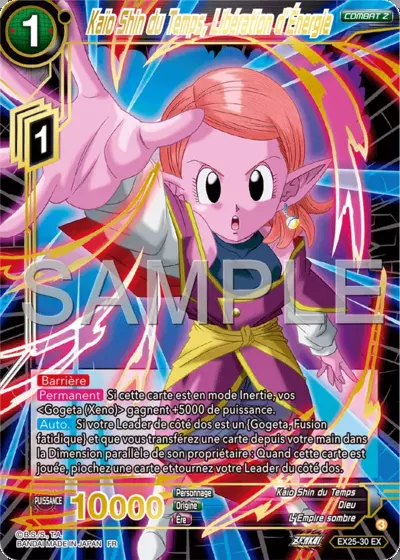 COMBAT Z
1
Kaio Shin du Temps, Libération d'Énergie
1
SAMPLE
Barrière
Permanent Si cette carte est en mode Inertie, vos
<Gogeta (Xeno)> gagnent +5000 de puissance.
Auto. Si votre Leader de côté dos est un {Gogeta, Fusion
fatidique} et que vous transférez une carte depuis votre main dans
la Dimension parallèle de son propriétaire : Quand cette carte est
jouée, piochez une carte et tournez votre Leader du côté dos.
PUISSANCE 10000
Personnage Kaio Shin du Temps
Origine Dieu
Ère L'Empire sombre
3
©B.S./S., T.A.
BANDAI MADE IN JAPAN FR
EX25-30 EX